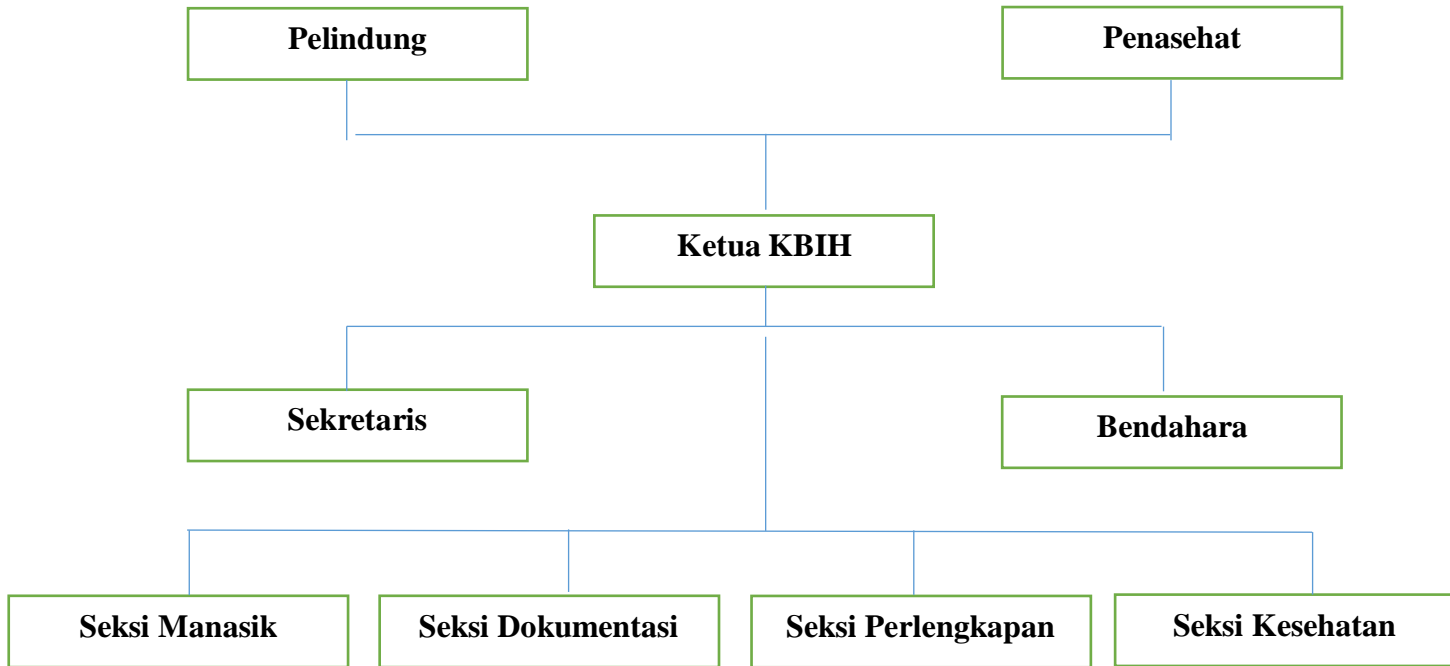 Pelindung
Penasehat
Ketua KBIH
Sekretaris
Bendahara
Seksi Manasik
Seksi Dokumentasi
Seksi Perlengkapan
Seksi Kesehatan